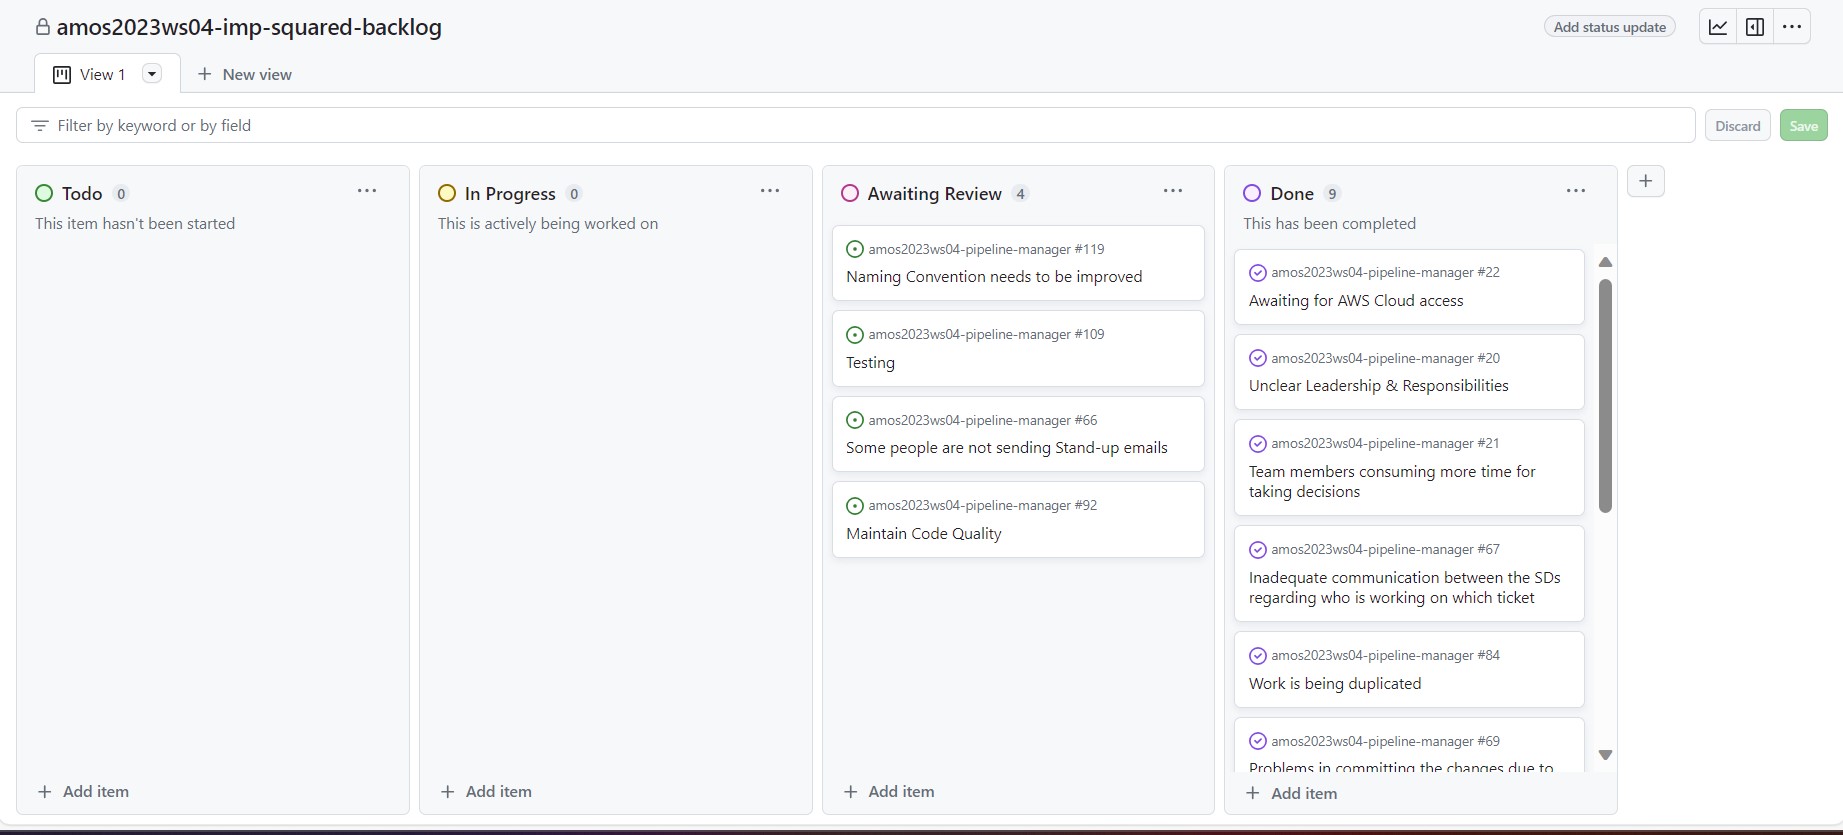 amos2023ws04-imp-squared-backlog
Add status update
View 1
New view
Filter by keyword or by field
Discard
Save
Todo 0
This item hasn't been started
Add item
In Progress 0
This is actively being worked on
Add item
Awaiting Review 4
amos2023ws04-pipeline-manager #119
Naming Convention needs to be improved
amos2023ws04-pipeline-manager #109
Testing
amos2023ws04-pipeline-manager #66
Some people are not sending Stand-up emails
amos2023ws04-pipeline-manager #92
Maintain Code Quality
Add item
Done 9
This has been completed
amos2023ws04-pipeline-manager #22
Awaiting for AWS Cloud access
amos2023ws04-pipeline-manager #20
Unclear Leadership & Responsibilities
amos2023ws04-pipeline-manager #21
Team members consuming more time for
taking decisions
amos2023ws04-pipeline-manager #67
Inadequate communication between the SDs
regarding who is working on which ticket
amos2023ws04-pipeline-manager #84
Work is being duplicated
amos2023ws04-pipeline-manager #69
Problems in committing the changes due to
Add item